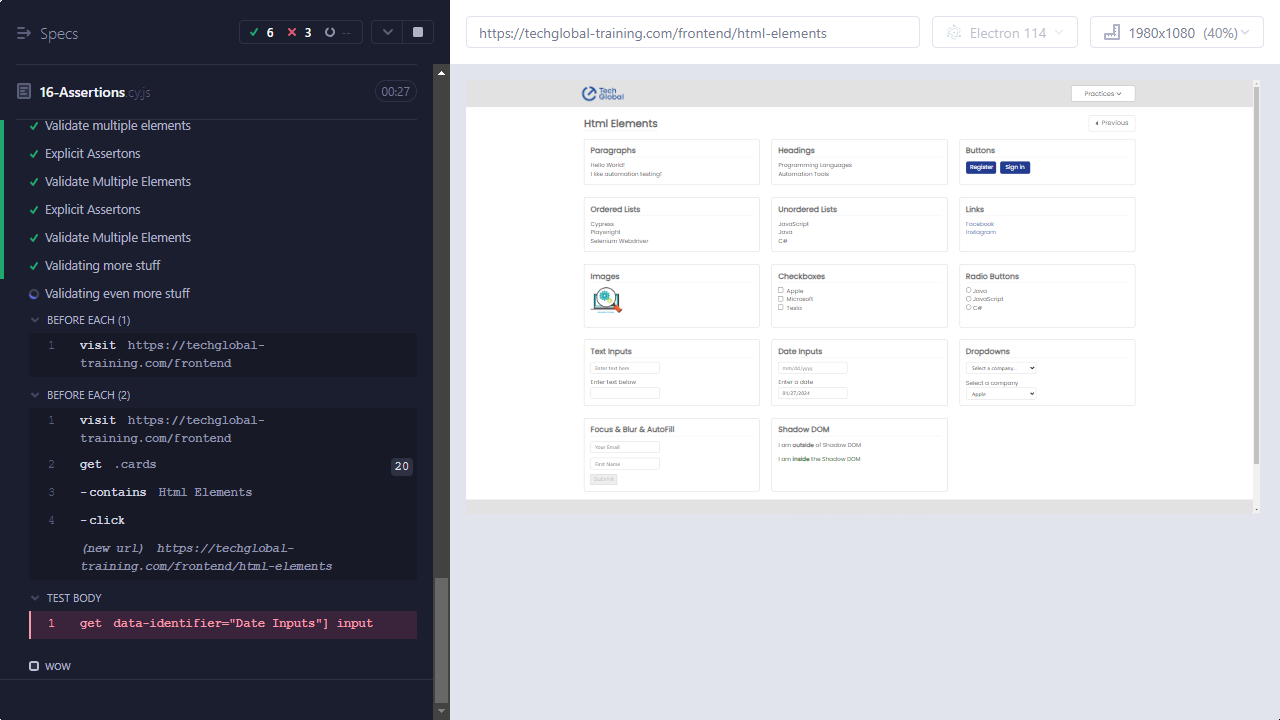 Specs
6
3
--
16-Assertions.cy.js
00:27
Validate multiple elements
Explicit Assertons
Validate Multiple Elements
Explicit Assertons
Validate Multiple Elements
Validating more stuff
Validating even more stuff
BEFORE EACH (1)
1 visit https://techglobal-
training.com/frontend
BEFORE EACH (2)
1 visit https://techglobal-
training.com/frontend
2 get .cards 20
3 -contains Html Elements
4 -click
(new url) https://techglobal-
training.com/frontend/html-elements
TEST BODY
1 get data-identifier="Date Inputs"] input
WOW
https://techglobal-training.com/frontend/html-elements
Electron 114
1980x1080 (40%)
Tech
Global
Practices
Html Elements
Previous
Paragraphs
Hello World!
I like automation testing!
Headings
Programming Languages
Automation Tools
Buttons
Register
Sign in
Ordered Lists
Cypress
Playwright
Selenium Webdriver
Unordered Lists
JavaScript
Java
C#
Links
Facebook
Instagram
Images
Checkboxes
Apple
Microsoft
Tesla
Radio Buttons
Java
JavaScript
C#
Text Inputs
Enter text here
Enter text below
Date Inputs
mm/dd/yyyy
Enter a date
01/27/2024
Dropdowns
Select a company...
Select a company
Apple
Focus & Blur & AutoFill
Your Email
First Name
Submit
Shadow DOM
I am outside of Shadow DOM
I am inside the Shadow DOM